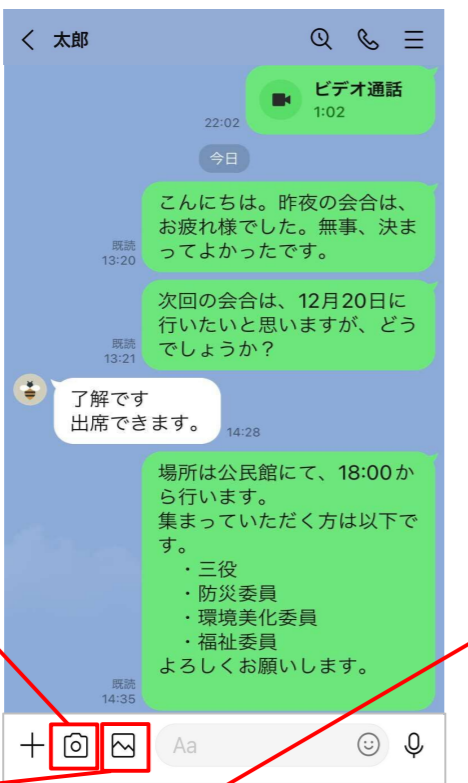 太郎
ビデオ通話
1:02
22:02
今日
こんにちは。昨夜の会合は、
お疲れ様でした。無事、決ま
ってよかったです。
既読
13:20
次回の会合は、12月20日に
行いたいと思いますが、どう
でしょうか？
既読
13:21
了解です
出席できます。
14:28
場所は公民館にて、18:00か
ら行います。
集まっていただく方は以下で
す。
・三役
・防災委員
・環境美化委員
・福祉委員
よろしくお願いします。
既読
14:35
Aa